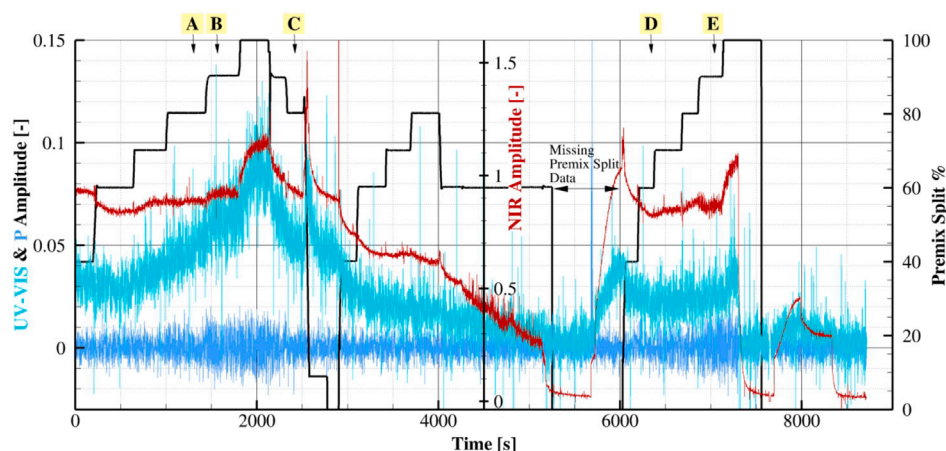 A B C D E
0.15
0.1
0.05
0
UV-VIS & P Amplitude [-]
1.5
1
0.5
0
NIR Amplitude [-]
Missing
Premix Split
Data
100
80
60
40
20
0
Premix Split %
0 2000 4000 6000 8000
Time [s]